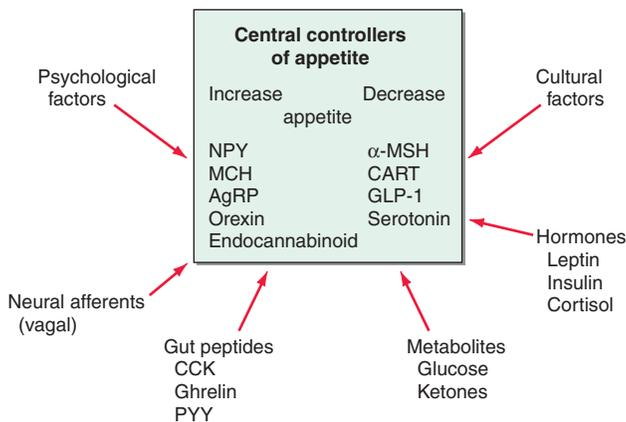 Central controllers
of appetite
Psychological
factors
Cultural
factors
Increase Decrease
appetite
NPY α-MSH
MCH CART
AgRP GLP-1
Orexin Serotonin
Endocannabinoid
Hormones
Leptin
Insulin
Cortisol
Neural afferents
(vagal)
Gut peptides
CCK
Ghrelin
PYY
Metabolites
Glucose
Ketones